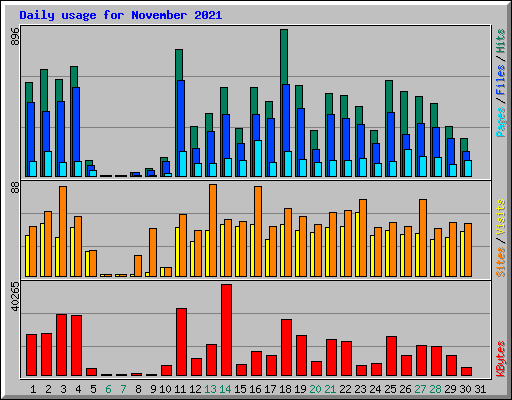 Daily usage for November 2021
896
Pages / Files / Hits
88
Sites / Visits
40265
KBytes
1 2 3 4 5 6 7 8 9 10 11 12 13 14 15 16 17 18 19 20 21 22 23 24 25 26 27 28 29 30 31